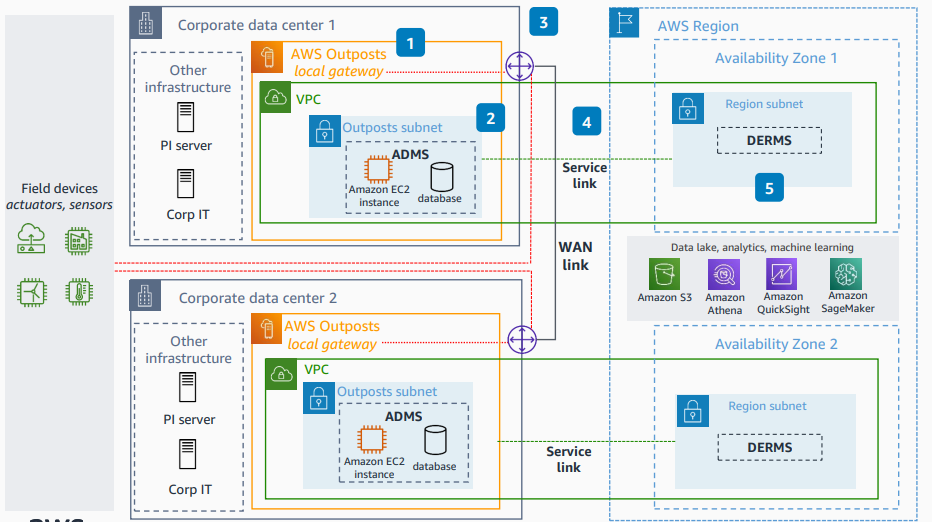 Corporate data center 1
1
3
AWS Region
AWS Outposts
local gateway
Availability Zone 1
Other
infrastructure
VPC
2
4
Region subnet
Outposts subnet
PI server
ADMS
DERMS
Amazon EC2
instance
database
Service
link
5
Field devices
actuators, sensors
Corp IT
WAN
link
Data lake, analytics, machine learning
Amazon S3
Amazon
Athena
Amazon
QuickSight
Amazon
SageMaker
Corporate data center 2
AWS Outposts
local gateway
Availability Zone 2
Other
infrastructure
VPC
Outposts subnet
Region subnet
PI server
ADMS
DERMS
Amazon EC2
instance
database
Service
link
Corp IT